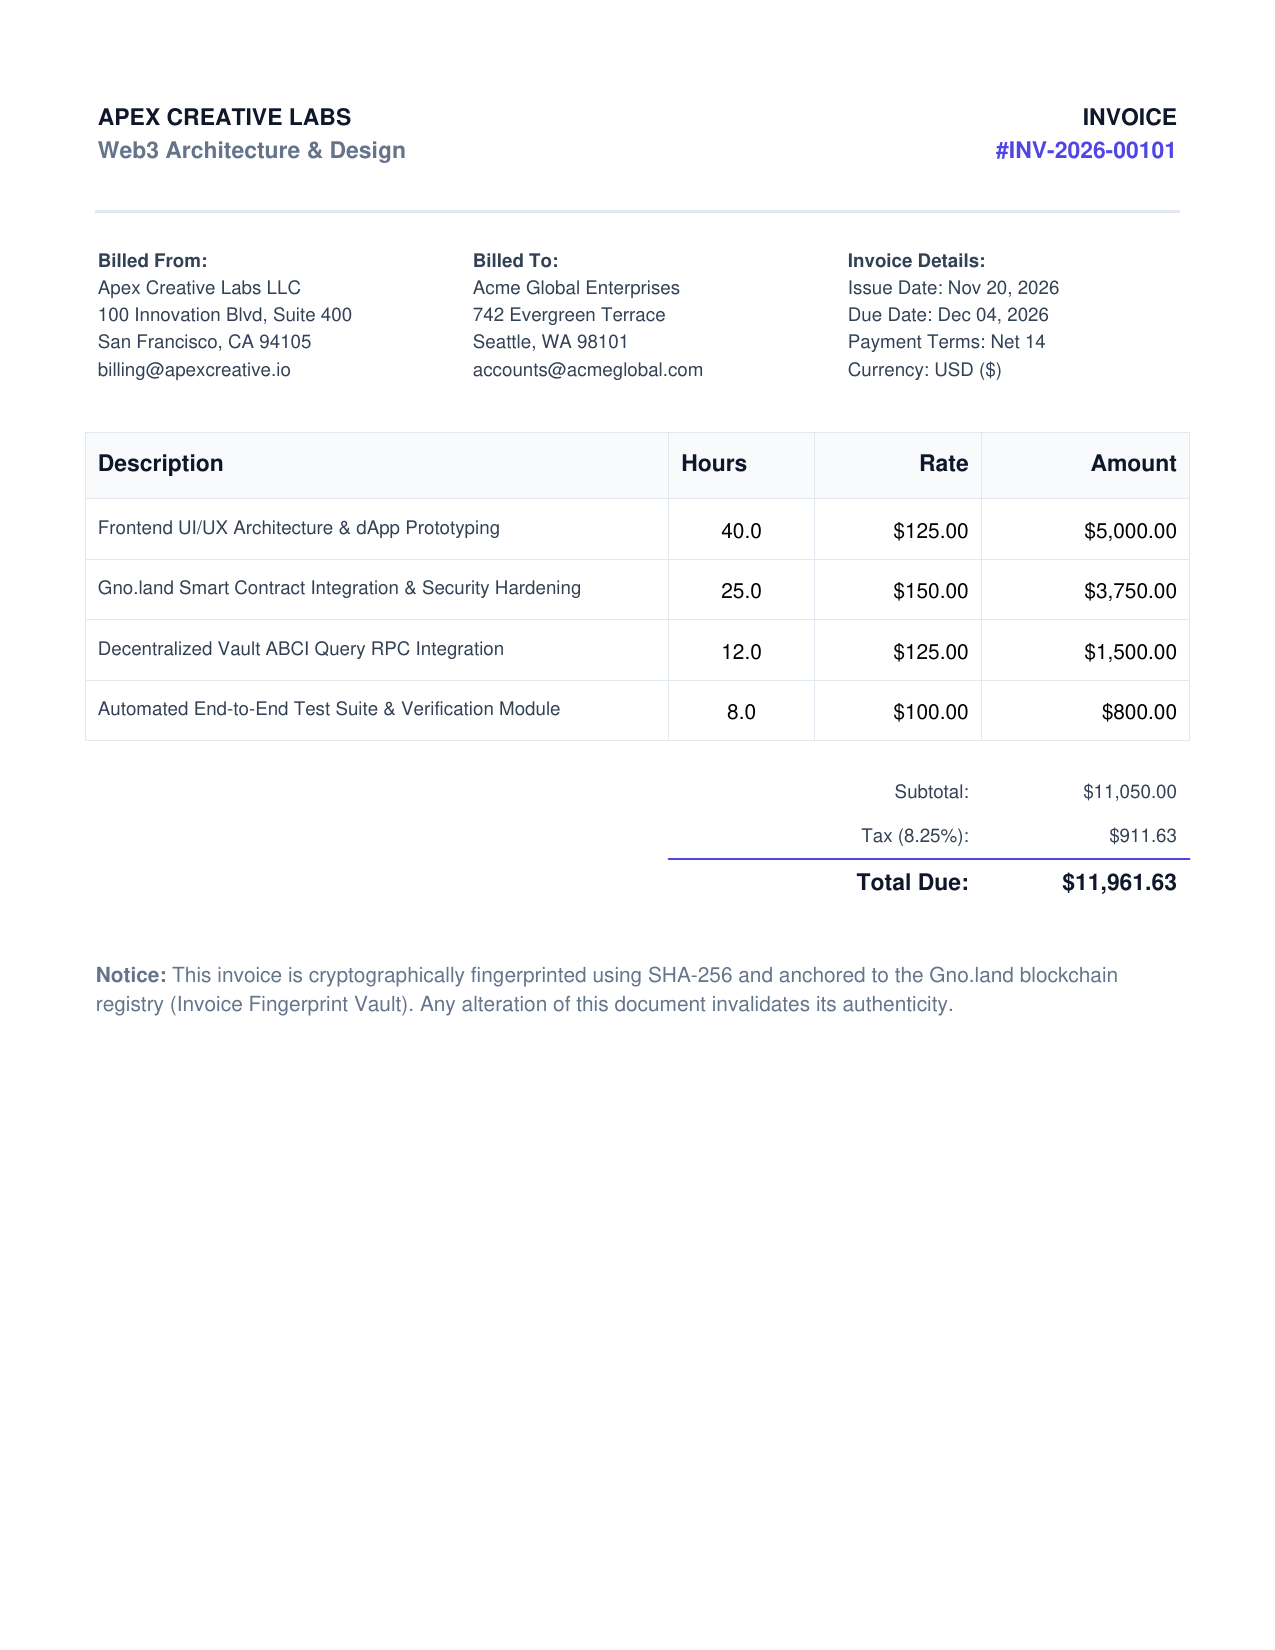 APEX CREATIVE LABS
Web3 Architecture & Design
INVOICE
#INV-2026-00101
Billed From:
Apex Creative Labs LLC
100 Innovation Blvd, Suite 400
San Francisco, CA 94105
billing@apexcreative.io
Billed To:
Acme Global Enterprises
742 Evergreen Terrace
Seattle, WA 98101
accounts@acmeglobal.com
Invoice Details:
Issue Date: Nov 20, 2026
Due Date: Dec 04, 2026
Payment Terms: Net 14
Currency: USD ($)
Description Hours Rate Amount
Frontend UI/UX Architecture & dApp Prototyping 40.0 $125.00 $5,000.00
Gno.land Smart Contract Integration & Security Hardening 25.0 $150.00 $3,750.00
Decentralized Vault ABCI Query RPC Integration 12.0 $125.00 $1,500.00
Automated End-to-End Test Suite & Verification Module 8.0 $100.00 $800.00
Subtotal: $11,050.00
Tax (8.25%): $911.63
Total Due: $11,961.63
Notice: This invoice is cryptographically fingerprinted using SHA-256 and anchored to the Gno.land blockchain
registry (Invoice Fingerprint Vault). Any alteration of this document invalidates its authenticity.